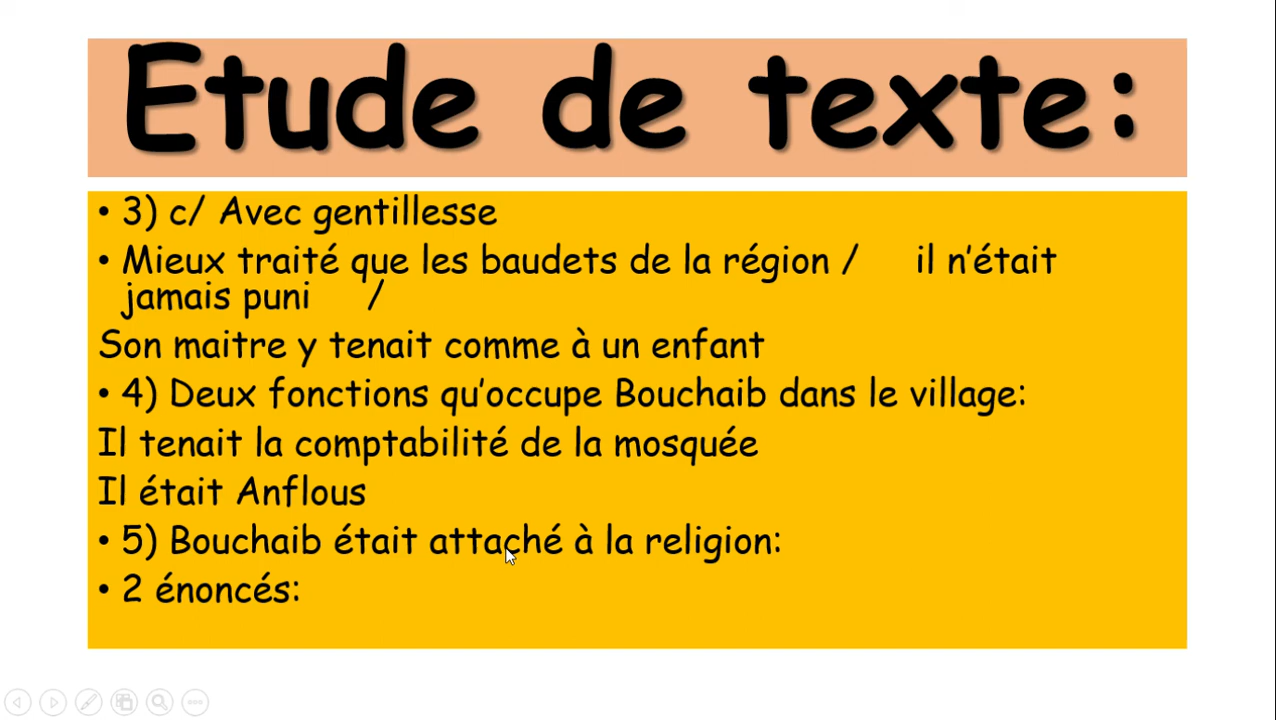 Etude de texte:
• 3) c/ Avec gentillesse
• Mieux traité que les baudets de la région / il n'était
jamais puni /
Son maitre y tenait comme à un enfant
• 4) Deux fonctions qu'occupe Bouchaib dans le village:
Il tenait la comptabilité de la mosquée
Il était Anflous
• 5) Bouchaib était attaché à la religion:
• 2 énoncés: